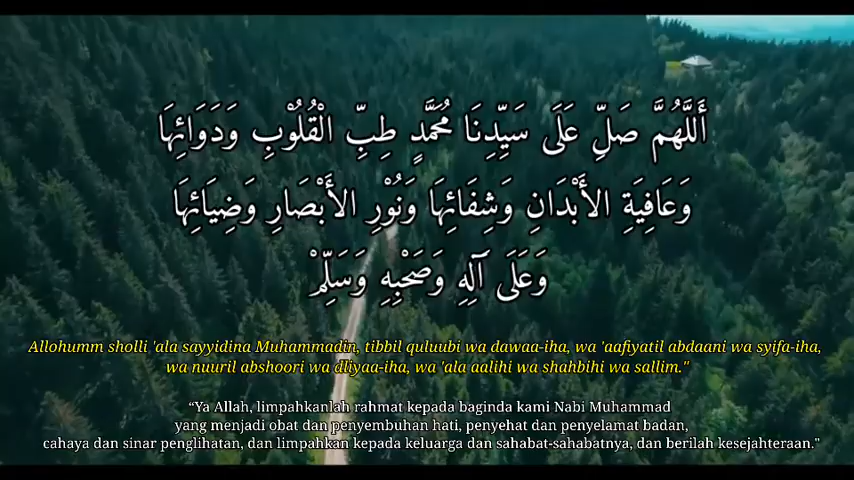 أَللَّهُمَّ صَلِّ عَلَى سَيِّدِنَا مُحَمَّدٍ طِبِّ الْقُلُوْبِ وَدَوَائِهَا
وَعَافِيَةِ الأَبْدَانِ وَشِفَائِهَا وَنُوْرِ الأَبْصَارِ وَضِيَائِهَا
وَعَلَى آلِهِ وَصَحْبِهِ وَسَلِّمْ
Allohumm sholli 'ala sayyidina Muhammadin, tibbil quluubi wa dawaa-iha, wa 'aafiyatil abdaani wa syifa-iha,
wa nuuril abshoori wa dliyaa-iha, wa 'ala aalihi wa shahbihi wa sallim."
“Ya Allah, limpahkanlah rahmat kepada baginda kami Nabi Muhammad
yang menjadi obat dan penyembuhan hati, penyehat dan penyelamat badan,
cahaya dan sinar penglihatan, dan limpahkan kepada keluarga dan sahabat-sahabatnya, dan berilah kesejahteraan."